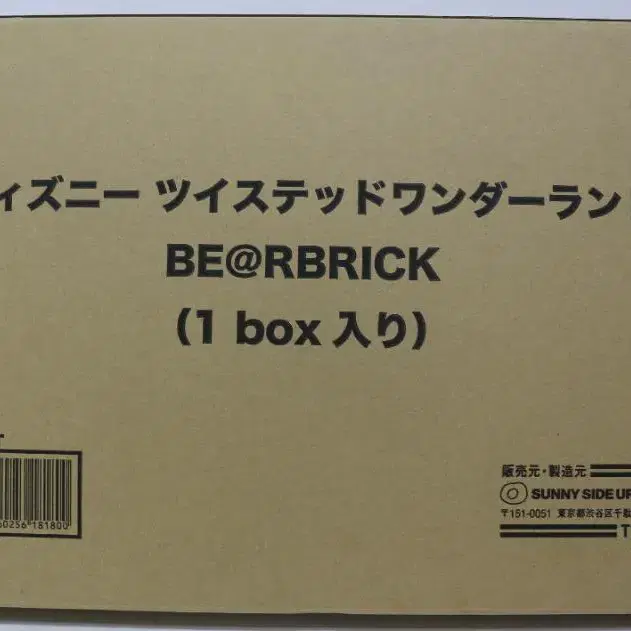 ィズニー ツイステッドワンダーラン
BE@RBRICK
(1 box 入り)
T
60256 181800
販売元・製造元
SUNNY SIDE UP
〒151-0051 東京都渋谷区千駄
T